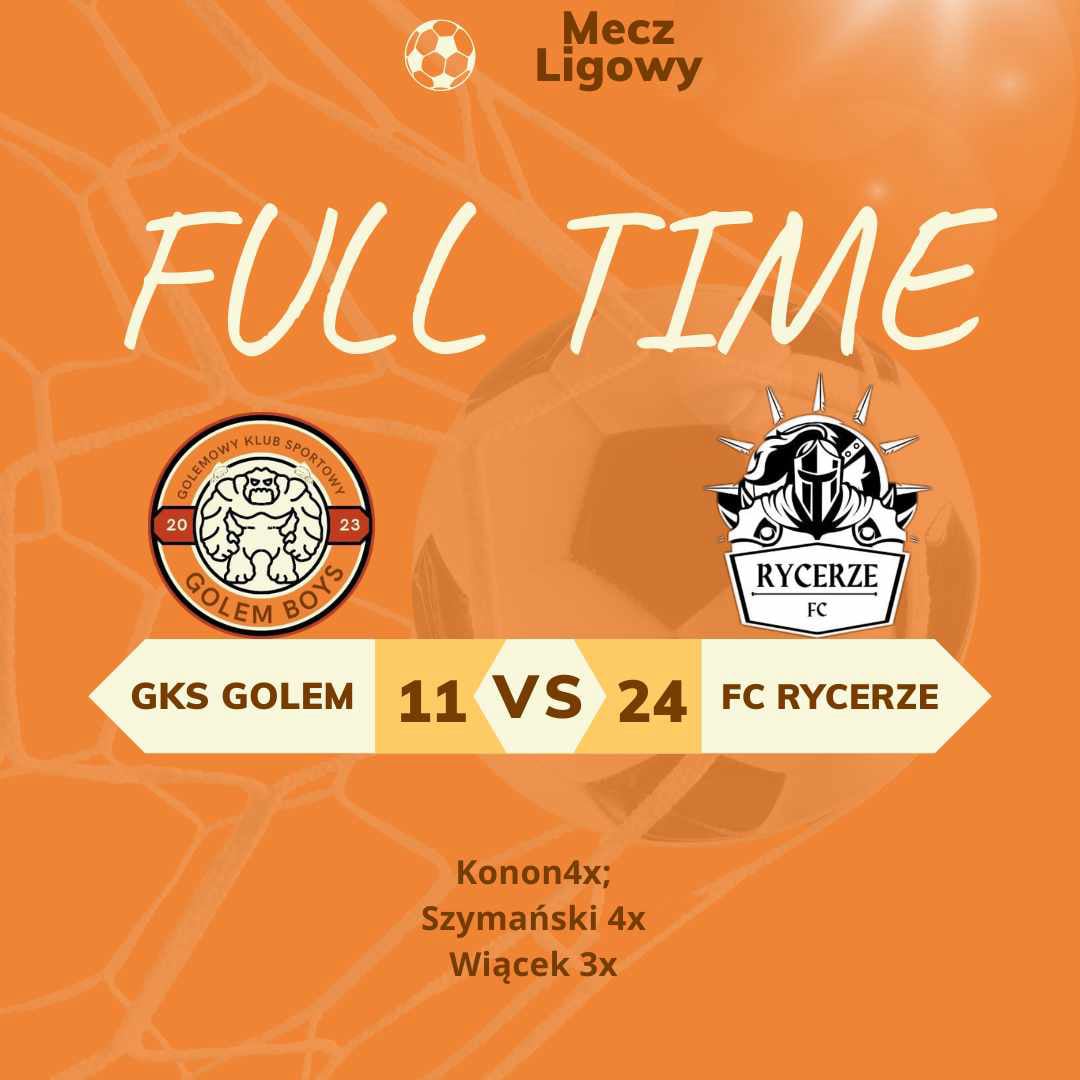 Mecz
Ligowy
FULL TIME
GOLEMOWY KLUB SPORTOWY
20 23
GOLEM BOYS
RYCERZE
FC
GKS GOLEM 11 VS 24 FC RYCERZE
Konon4x;
Szymański 4x
Wiącek 3x